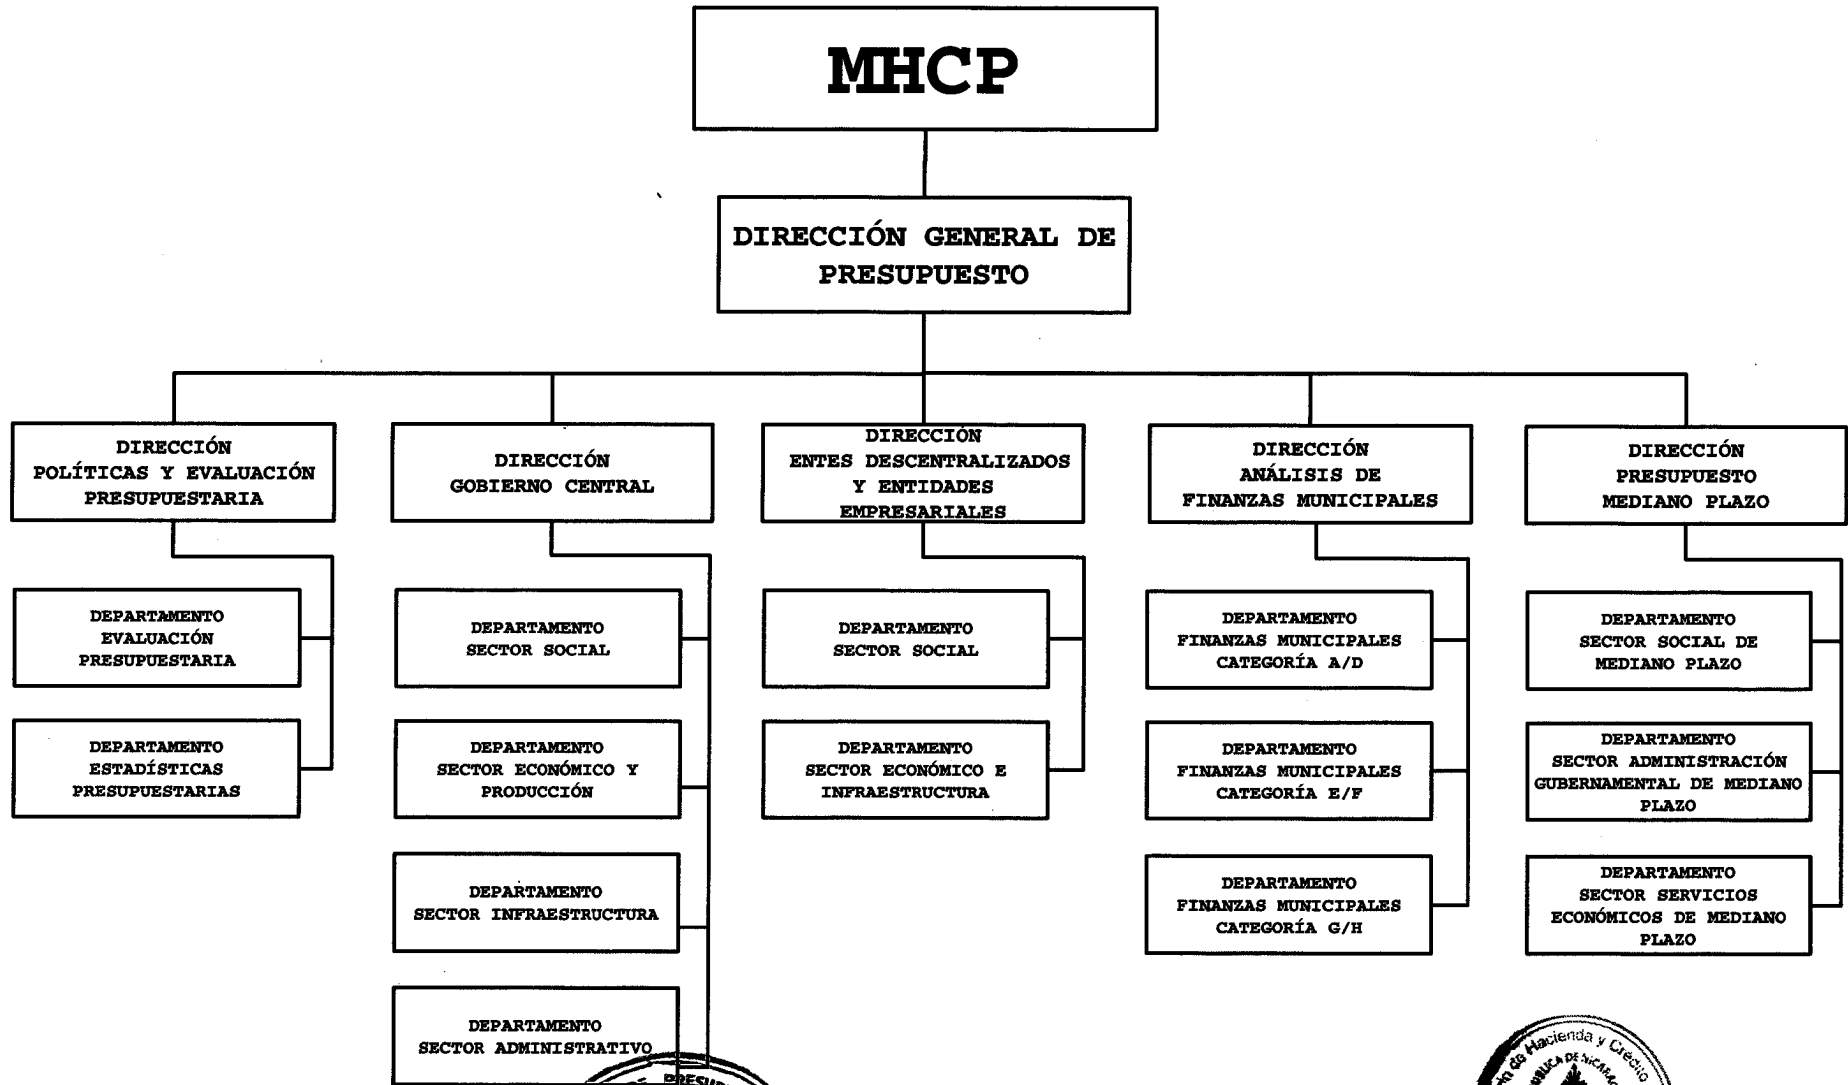 MHCP
DIRECCIÓN GENERAL DE
PRESUPUESTO
DIRECCIÓN
POLÍTICAS Y EVALUACIÓN
PRESUPUESTARIA
DIRECCIÓN
GOBIERNO CENTRAL
DIRECCIÓN
ENTES DESCENTRALIZADOS
Y ENTIDADES
EMPRESARIALES
DIRECCIÓN
ANÁLISIS DE
FINANZAS MUNICIPALES
DIRECCIÓN
PRESUPUESTO
MEDIANO PLAZO
DEPARTAMENTO
EVALUACIÓN
PRESUPUESTARIA
DEPARTAMENTO
SECTOR SOCIAL
DEPARTAMENTO
SECTOR SOCIAL
DEPARTAMENTO
FINANZAS MUNICIPALES
CATEGORÍA A/D
DEPARTAMENTO
SECTOR SOCIAL DE
MEDIANO PLAZO
DEPARTAMENTO
ESTADÍSTICAS
PRESUPUESTARIAS
DEPARTAMENTO
SECTOR ECONÓMICO Y
PRODUCCIÓN
DEPARTAMENTO
SECTOR ECONÓMICO E
INFRAESTRUCTURA
DEPARTAMENTO
FINANZAS MUNICIPALES
CATEGORÍA E/F
DEPARTAMENTO
SECTOR ADMINISTRACIÓN
GUBERNAMENTAL DE MEDIANO
PLAZO
DEPARTAMENTO
SECTOR INFRAESTRUCTURA
DEPARTAMENTO
FINANZAS MUNICIPALES
CATEGORÍA G/H
DEPARTAMENTO
SECTOR SERVICIOS
ECONÓMICOS DE MEDIANO
PLAZO
DEPARTAMENTO
SECTOR ADMINISTRATIVO
de Hacienda y